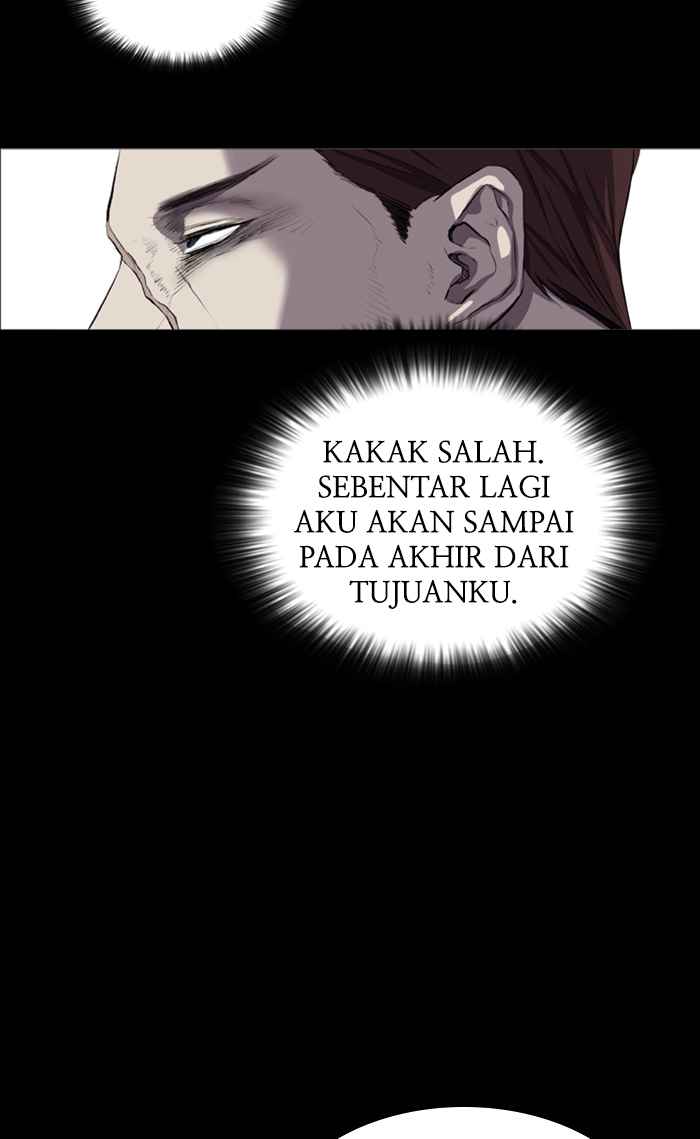 KAKAK SALAH.
SEBENTAR LAGI
AKU AKAN SAMPAI
PADA AKHIR DARI
TUJUANKU.